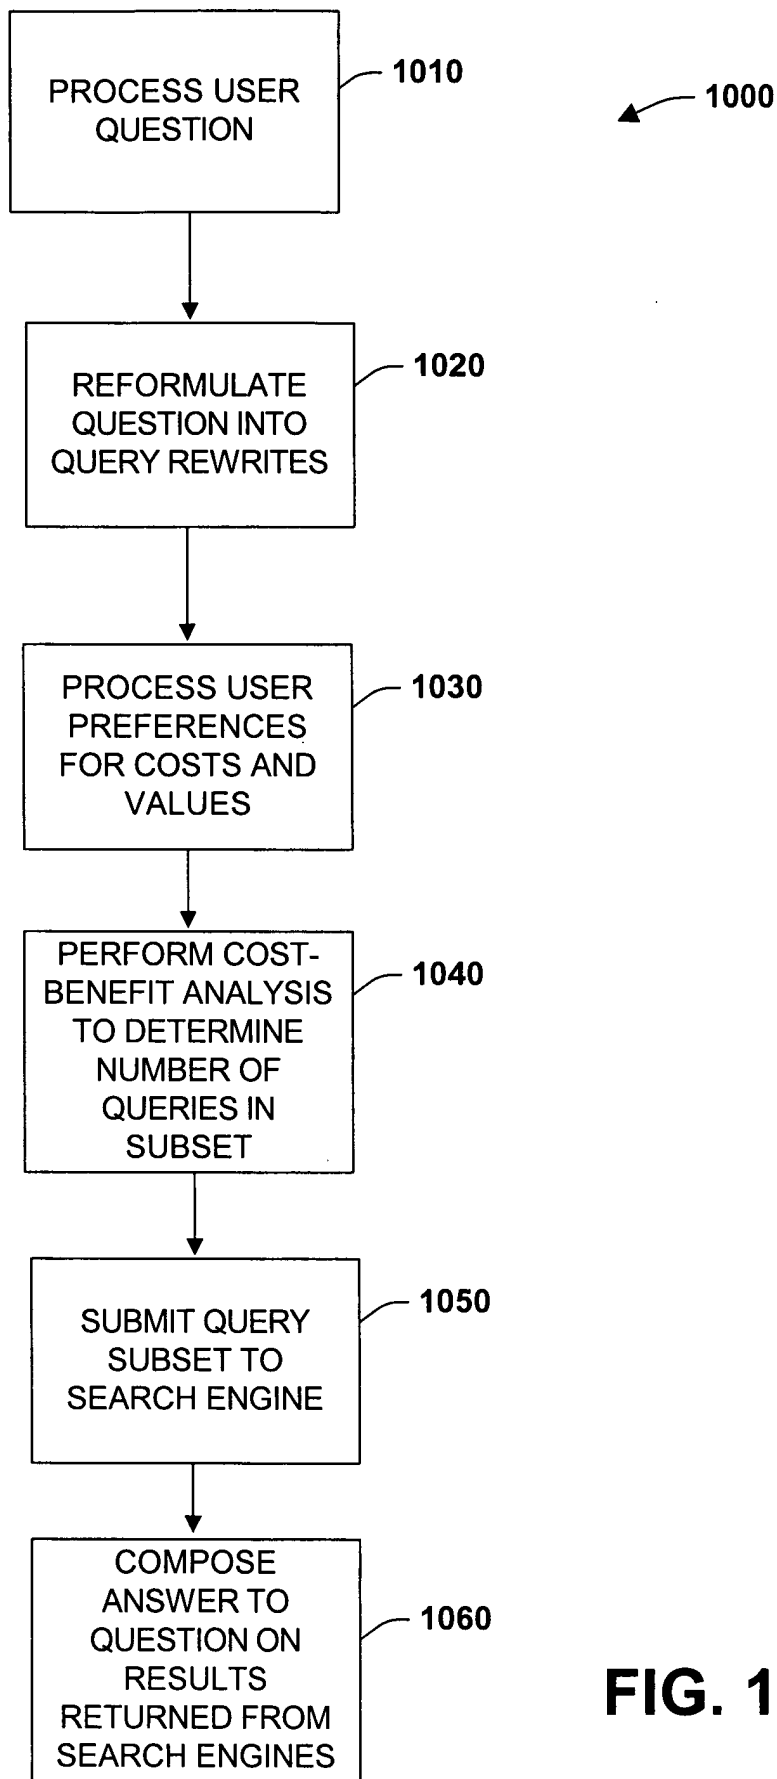 PROCESS USER
QUESTION
1010
1000
REFORMULATE
QUESTION INTO
QUERY REWRITES
1020
PROCESS USER
PREFERENCES
FOR COSTS AND
VALUES
1030
PERFORM COST-
BENEFIT ANALYSIS
TO DETERMINE
NUMBER OF
QUERIES IN
SUBSET
1040
SUBMIT QUERY
SUBSET TO
SEARCH ENGINE
1050
COMPOSE
ANSWER TO
QUESTION ON
RESULTS
RETURNED FROM
SEARCH ENGINES
1060
FIG. 1